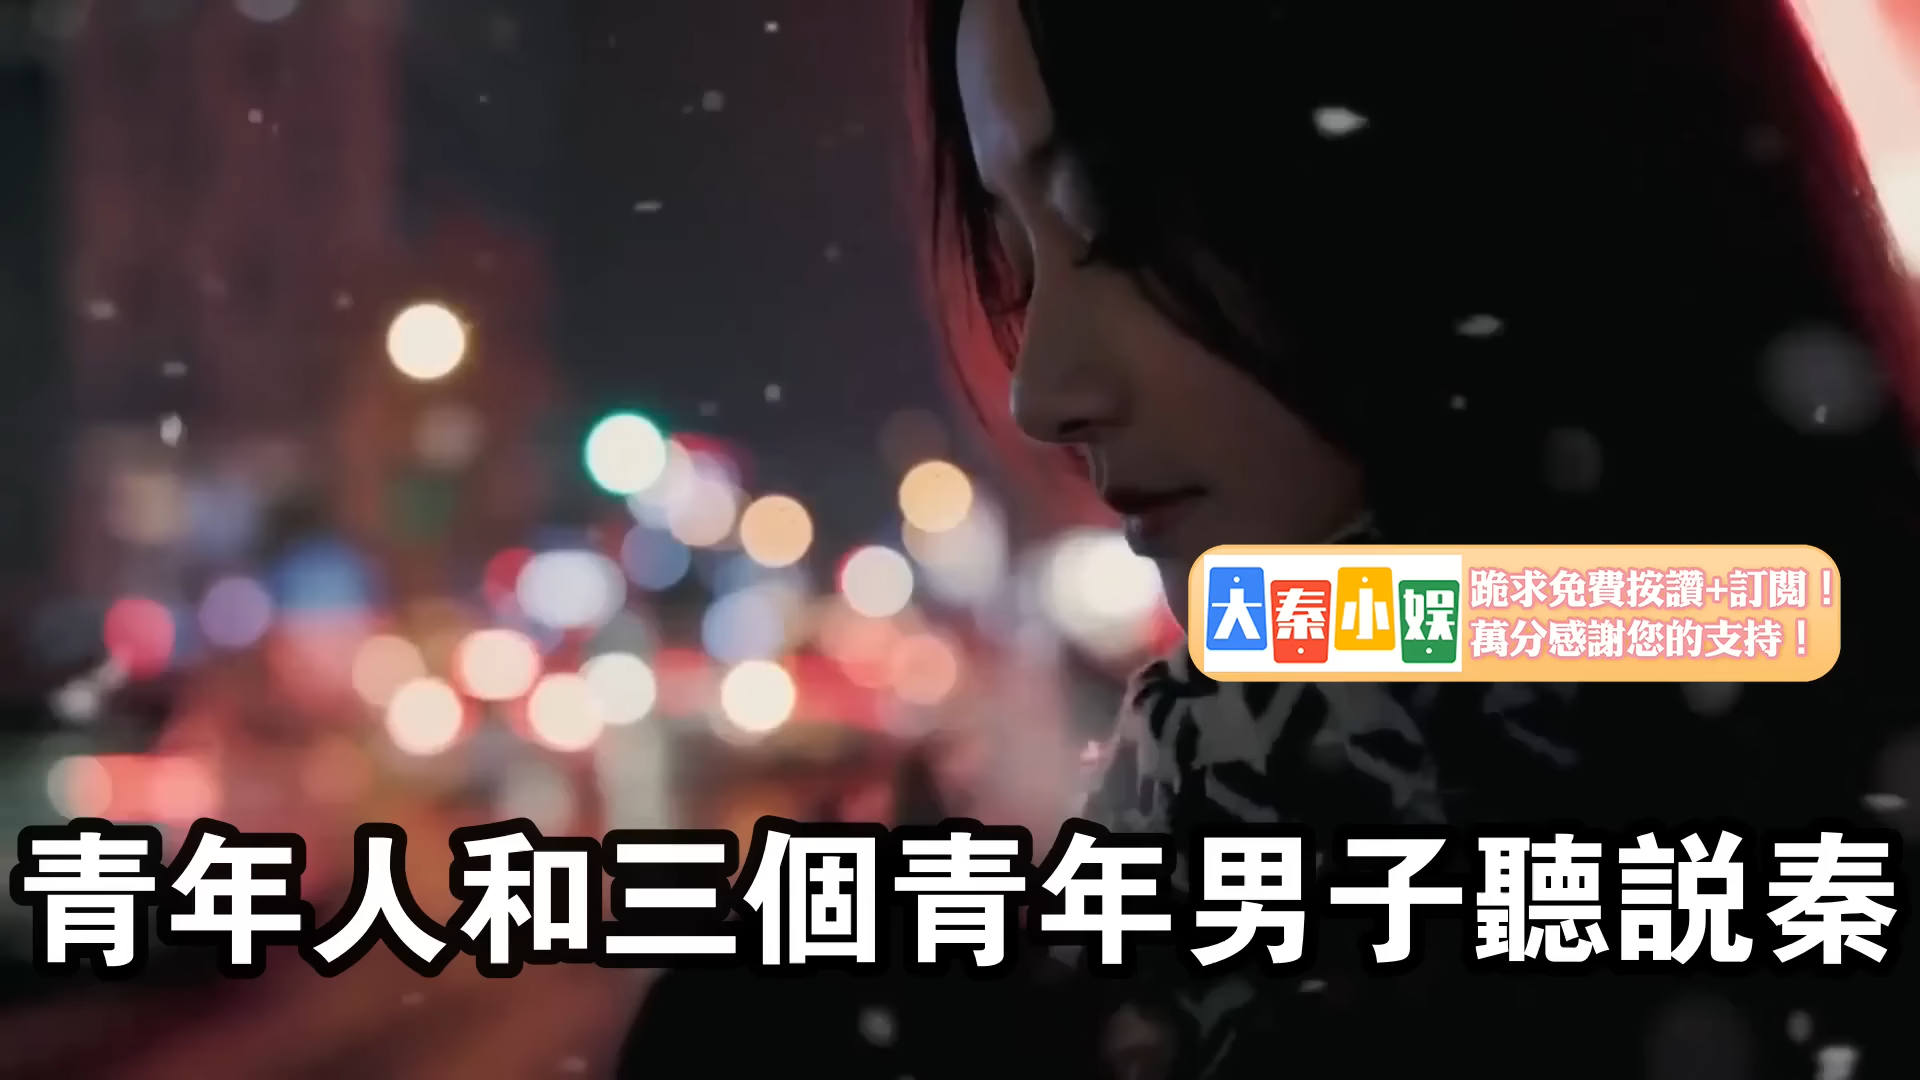 大秦小娱
跪求免費按讚+訂閱！
萬分感謝您的支持！
青年人和三個青年男子聽説秦